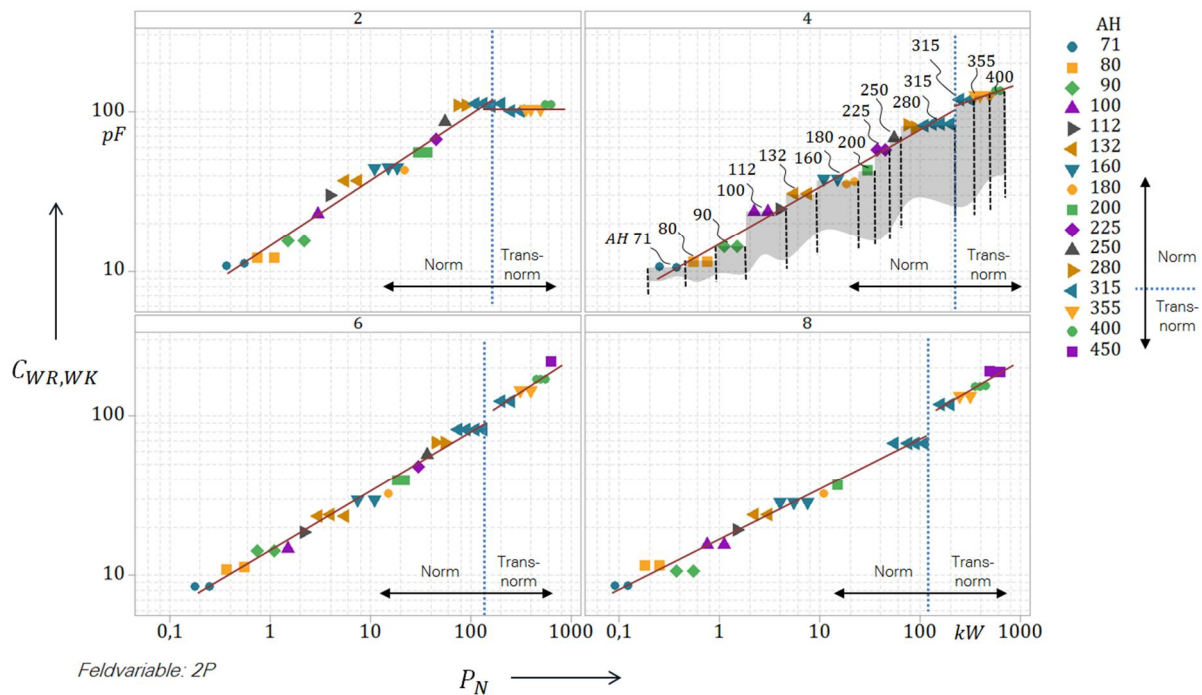 2
4
AH
71
80
90
100
112
132
160
180
200
225
250
280
315
355
400
450
Norm
Trans-
norm
100
pF
10
Norm
Trans-
norm
AH 71
80
90
100
112
132
160
180
200
225
250
280
315
315
355
400
Norm
Trans-
norm
C_{WR,WK}
6
8
100
10
Norm
Trans-
norm
Norm
Trans-
norm
0,1 1 10 100 1000
0,1 1 10 100 kW 1000
Feldvariable: 2P
P_N